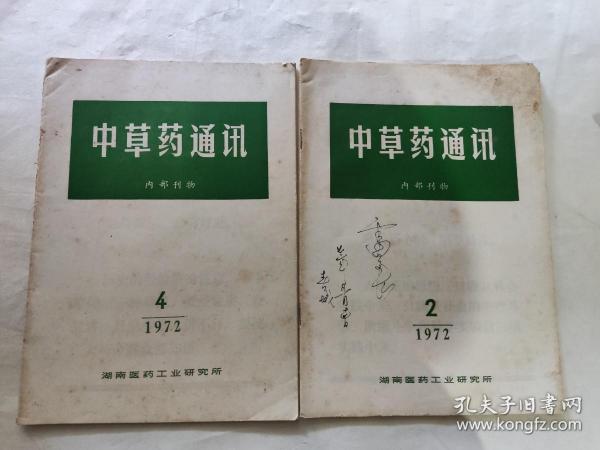 中草药通讯
内部刊物
4
1972
湖南医药工业研究所
中草药通讯
内部刊物
2
1972
湖南医药工业研究所
孔夫子旧书网
www.kongfz.com